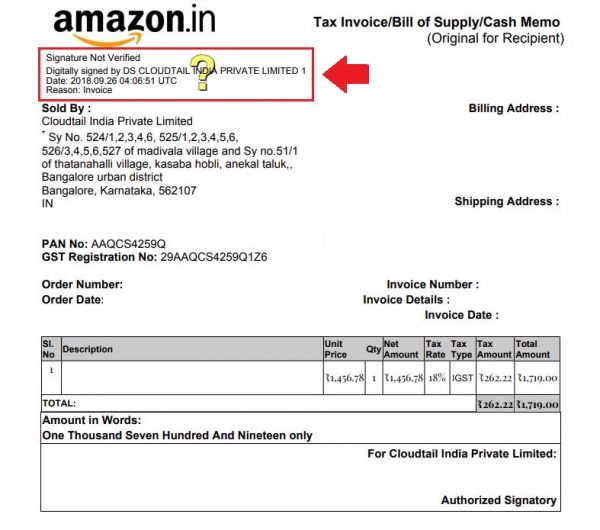 amazon.in
Tax Invoice/Bill of Supply/Cash Memo
(Original for Recipient)
Signature Not Verified
Digitally signed by DS CLOUDTAIL INDIA PRIVATE LIMITED 1
Date: 2018.09.26 04:06:51 UTC
Reason: Invoice
?
Sold By :
Cloudtail India Private Limited
* Sy No. 524/1,2,3,4,6, 525/1,2,3,4,5,6,
526/3,4,5,6,527 of madivala village and Sy no.51/1
of thatanahalli village, kasaba hobli, anekal taluk,,
Bangalore urban district
Bangalore, Karnataka, 562107
IN
Billing Address :
Shipping Address :
PAN No: AAQCS4259Q
GST Registration No: 29AAQCS4259Q1Z6
Order Number:
Order Date:
Invoice Number :
Invoice Details :
Invoice Date :
Sl. No Description Unit Price Qty Net Amount Tax Rate Tax Type Tax Amount Total Amount
1 ₹1,456.78 1 ₹1,456.78 18% IGST ₹262.22 ₹1,719.00
TOTAL: ₹262.22 ₹1,719.00
Amount in Words:
One Thousand Seven Hundred And Nineteen only
For Cloudtail India Private Limited:
Authorized Signatory